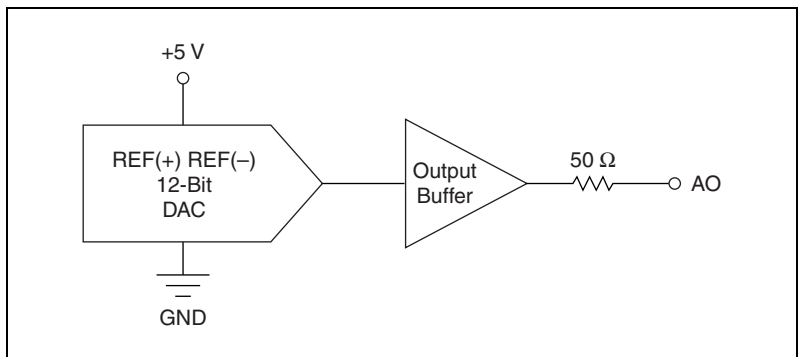 +5 V
REF(+) REF(–)
12-Bit
DAC
Output
Buffer
50 Ω
AO
GND